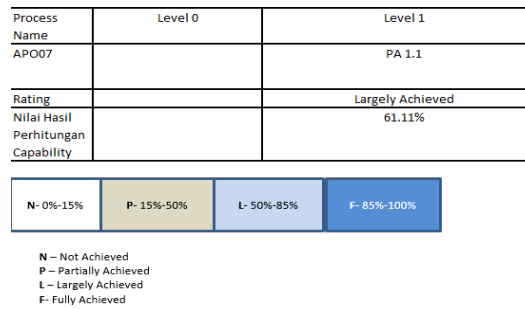 Process Name Level 0 Level 1
APO07 PA 1.1
Rating Largely Achieved
Nilai Hasil Perhitungan Capability 61.11%
N- 0%-15% P- 15%-50% L- 50%-85% F- 85%-100%
N – Not Achieved
P – Partially Achieved
L – Largely Achieved
F- Fully Achieved